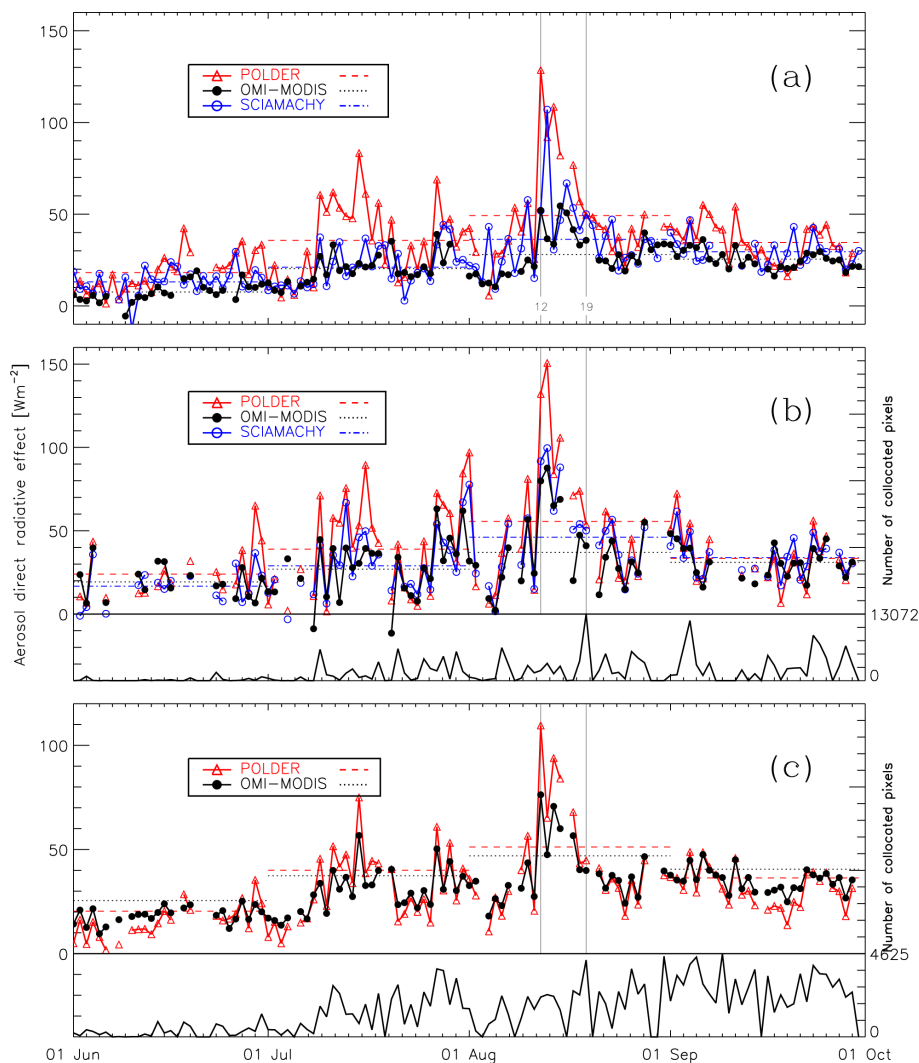 150
(a)
POLDER
OMI-MODIS
SCIAMACHY
100
50
0
12 19
150
(b)
POLDER
OMI-MODIS
SCIAMACHY
100
50
0
13072
0
Aerosol direct radiative effect [Wm⁻²]
Number of collocated pixels
(c)
POLDER
OMI-MODIS
100
50
0
4625
0
Number of collocated pixels
01 Jun 01 Jul 01 Aug 01 Sep 01 Oct